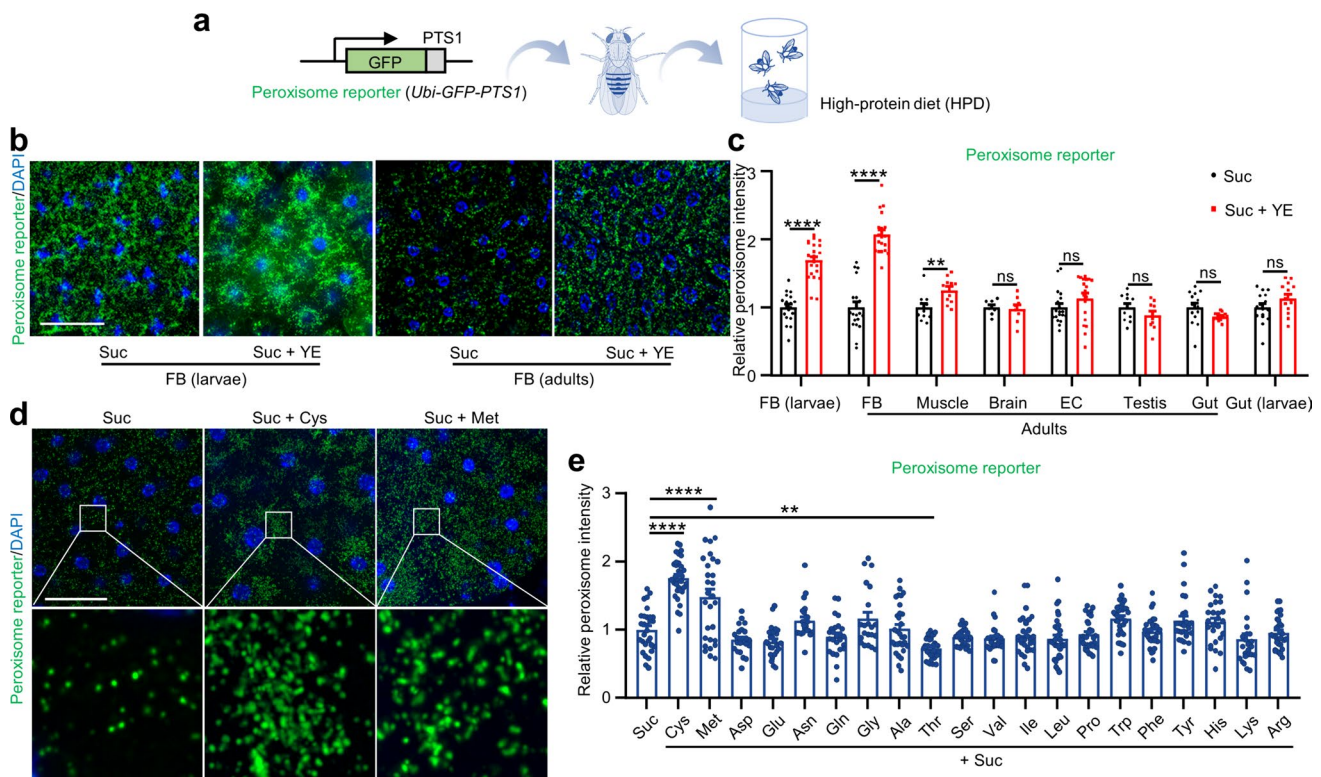 a
PTS1
GFP
Peroxisome reporter (Ubi-GFP-PTS1)
High-protein diet (HPD)
b
Peroxisome reporter/DAPI
Suc
Suc + YE
Suc
Suc + YE
FB (larvae)
FB (adults)
c
Peroxisome reporter
Relative peroxisome intensity
3
2
1
0
****
****
**
ns
ns
ns
ns
ns
Suc
Suc + YE
FB (larvae)
FB
Muscle
Brain
EC
Testis
Gut
Gut (larvae)
Adults
d
Suc
Suc + Cys
Suc + Met
Peroxisome reporter/DAPI
Peroxisome reporter
e
Peroxisome reporter
Relative peroxisome intensity
3
2
1
0
****
**
****
Suc
Cys
Met
Asp
Glu
Asn
Gln
Gly
Ala
Thr
Ser
Val
Ile
Leu
Pro
Trp
Phe
Tyr
His
Lys
Arg
+ Suc